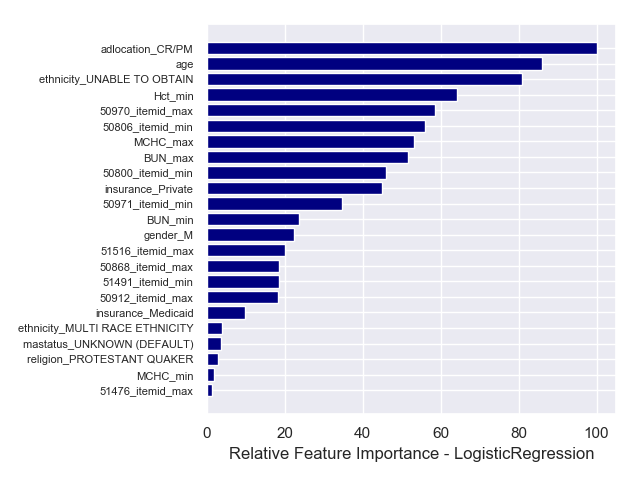 adlocation_CR/PM
age
ethnicity_UNABLE TO OBTAIN
Hct_min
50970_itemid_max
50806_itemid_min
MCHC_max
BUN_max
50800_itemid_min
insurance_Private
50971_itemid_min
BUN_min
gender_M
51516_itemid_max
50868_itemid_max
51491_itemid_min
50912_itemid_max
insurance_Medicaid
ethnicity_MULTI RACE ETHNICITY
mastatus_UNKNOWN (DEFAULT)
religion_PROTESTANT QUAKER
MCHC_min
51476_itemid_max
0 20 40 60 80 100
Relative Feature Importance - LogisticRegression